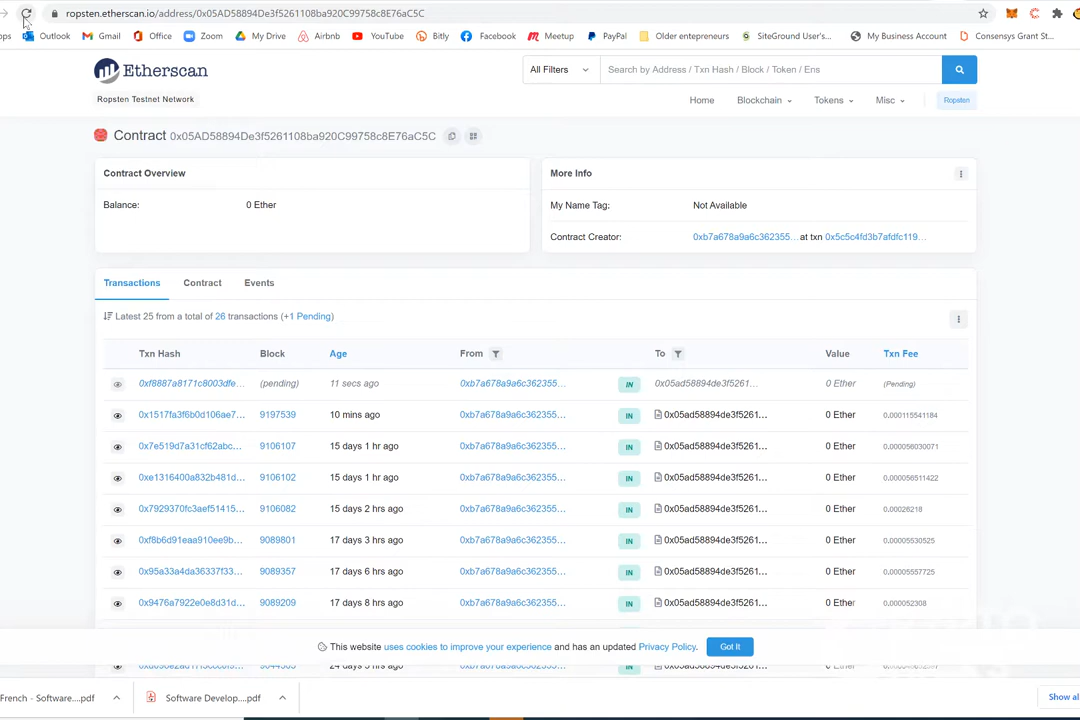 ropsten.etherscan.io/address/0x05AD58894De3f5261108ba920C99758c8E76aC5C
ops Outlook Gmail Office Zoom My Drive Airbnb YouTube Bitly Facebook Meetup PayPal Older entepreneurs SiteGround User's... My Business Account Consensys Grant St...
Etherscan
All Filters Search by Address / Txn Hash / Block / Token / Ens
Ropsten Testnet Network
Home Blockchain Tokens Misc Ropsten
Contract 0x05AD58894De3f5261108ba920C99758c8E76aC5C
Contract Overview
Balance: 0 Ether
More Info
My Name Tag: Not Available
Contract Creator: 0xb7a678a9a6c362355... at txn 0x5c5c4fd3b7afdfc119...
Transactions Contract Events
Latest 25 from a total of 26 transactions (+1 Pending)
Txn Hash Block Age From To Value Txn Fee
0xf8887a8171c8003dfe... (pending) 11 secs ago 0xb7a678a9a6c362355... IN 0x05ad58894de3f5261... 0 Ether (Pending)
0x1517fa3f6b0d106ae7... 9197539 10 mins ago 0xb7a678a9a6c362355... IN 0x05ad58894de3f5261... 0 Ether 0.000115541184
0x7e519d7a31cf62abc... 9106107 15 days 1 hr ago 0xb7a678a9a6c362355... IN 0x05ad58894de3f5261... 0 Ether 0.000056030071
0xe1316400a832b481d... 9106102 15 days 1 hr ago 0xb7a678a9a6c362355... IN 0x05ad58894de3f5261... 0 Ether 0.000056511422
0x7929370fc3aef51415... 9106082 15 days 2 hrs ago 0xb7a678a9a6c362355... IN 0x05ad58894de3f5261... 0 Ether 0.00026218
0xf8b6d91eaa910ee9b... 9089801 17 days 3 hrs ago 0xb7a678a9a6c362355... IN 0x05ad58894de3f5261... 0 Ether 0.00005530525
0x95a33a4da36337f33... 9089357 17 days 6 hrs ago 0xb7a678a9a6c362355... IN 0x05ad58894de3f5261... 0 Ether 0.00005557725
0x9476a7922e0e8d31d... 9089209 17 days 8 hrs ago 0xb7a678a9a6c362355... IN 0x05ad58894de3f5261... 0 Ether 0.000052308
This website uses cookies to improve your experience and has an updated Privacy Policy. Got It
French - Software....pdf Software Develop....pdf Show al